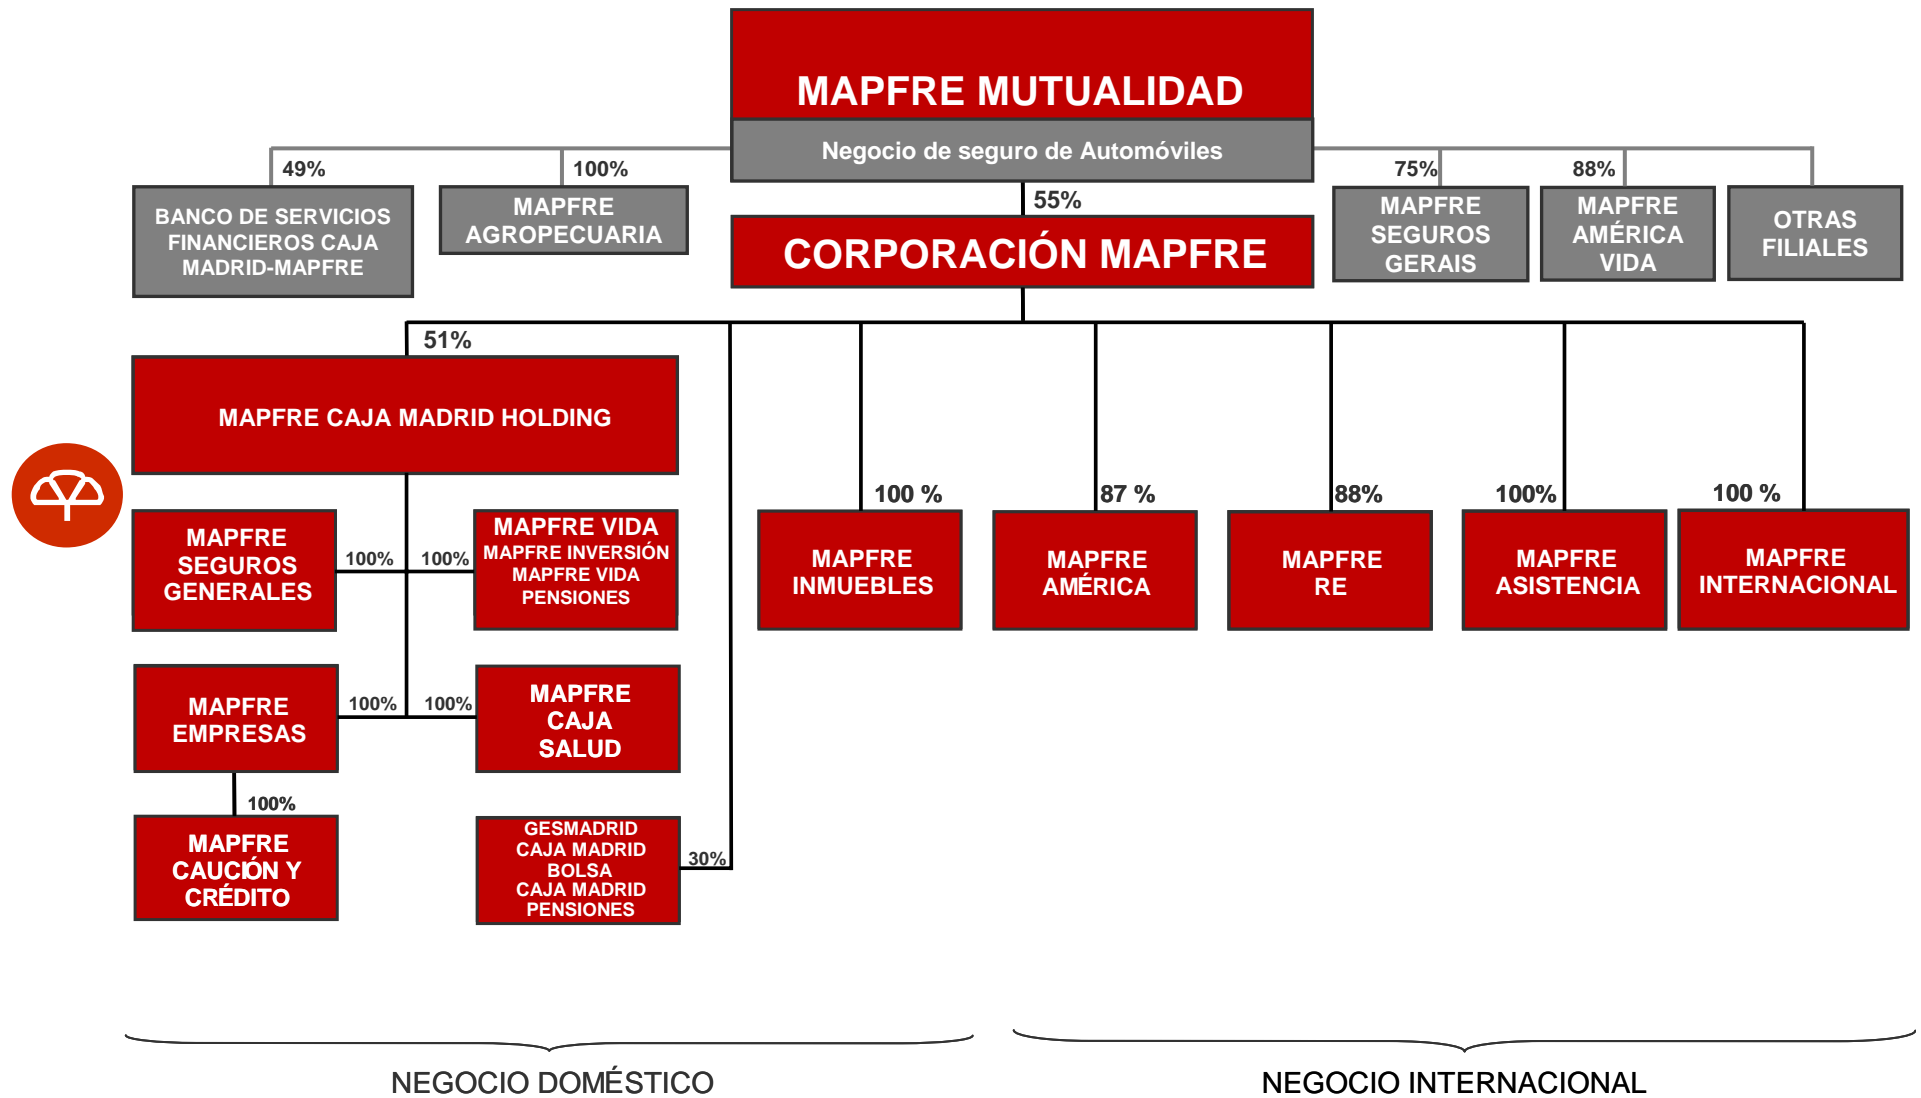 MAPFRE MUTUALIDAD
Negocio de seguro de Automóviles
49%
100%
75%
88%
BANCO DE SERVICIOS
FINANCIEROS CAJA
MADRID-MAPFRE
MAPFRE
AGROPECUARIA
55%
CORPORACIÓN MAPFRE
MAPFRE
SEGUROS
GERAIS
MAPFRE
AMÉRICA
VIDA
OTRAS
FILIALES
51%
MAPFRE CAJA MADRID HOLDING
100 %
87 %
88%
100%
100 %
MAPFRE
SEGUROS
GENERALES
100%
100%
MAPFRE VIDA
MAPFRE INVERSIÓN
MAPFRE VIDA
PENSIONES
MAPFRE
INMUEBLES
MAPFRE
AMÉRICA
MAPFRE
RE
MAPFRE
ASISTENCIA
MAPFRE
INTERNACIONAL
MAPFRE
EMPRESAS
100%
100%
MAPFRE
CAJA
SALUD
100%
MAPFRE
CAUCIÓN Y
CRÉDITO
GESMADRID
CAJA MADRID
BOLSA
CAJA MADRID
PENSIONES
30%
NEGOCIO DOMÉSTICO
NEGOCIO INTERNACIONAL